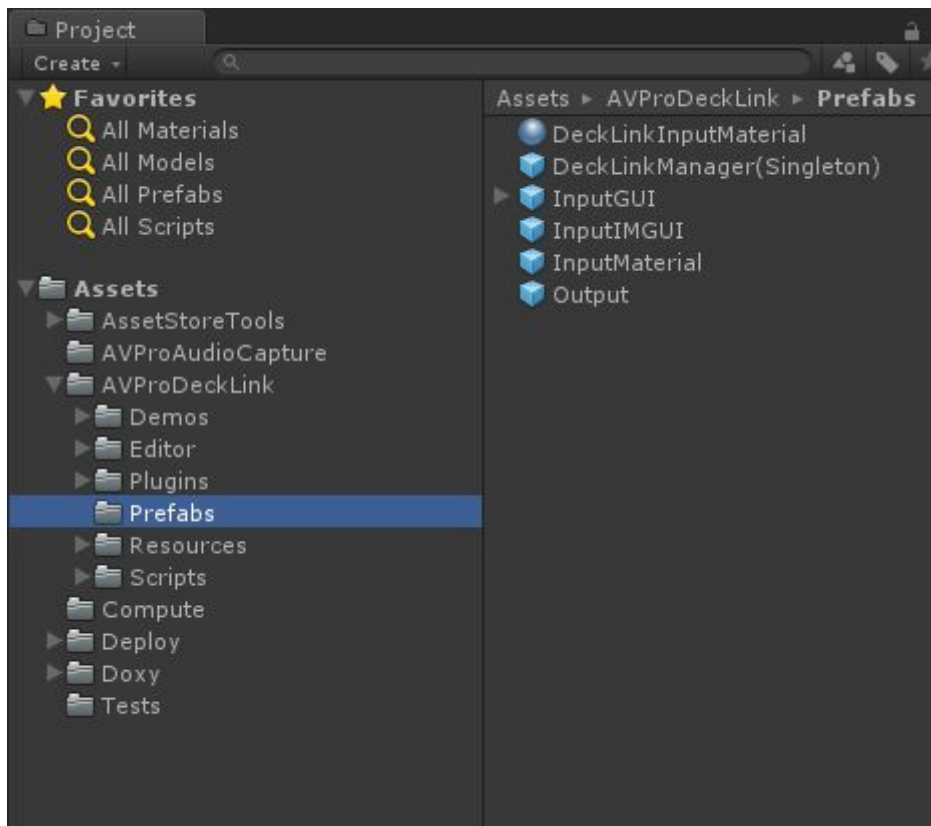 Project
Create
Favorites
All Materials
All Models
All Prefabs
All Scripts
Assets
AssetStoreTools
AVProAudioCapture
AVProDeckLink
Demos
Editor
Plugins
Prefabs
Resources
Scripts
Compute
Deploy
Doxy
Tests
Assets ▸ AVProDeckLink ▸ Prefabs
DeckLinkInputMaterial
DeckLinkManager(Singleton)
InputGUI
InputIMGUI
InputMaterial
Output